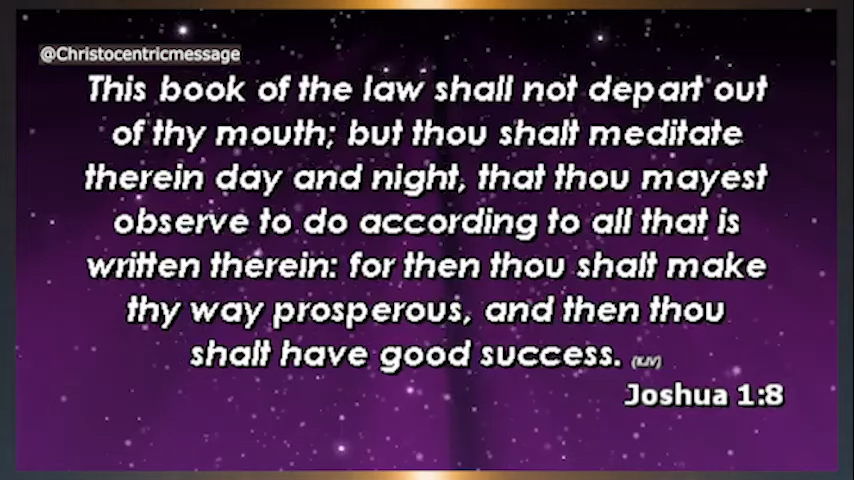 @Christocentricmessage
This book of the law shall not depart out
of thy mouth; but thou shalt meditate
therein day and night, that thou mayest
observe to do according to all that is
written therein: for then thou shalt make
thy way prosperous, and then thou
shalt have good success. (KJV)
Joshua 1:8